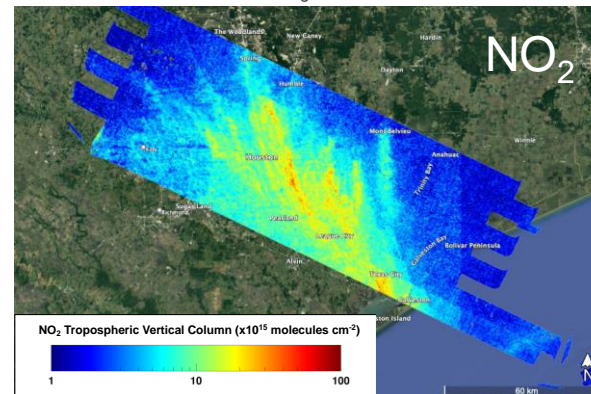 The Woodlands
New Caney
Hardin
NO2
Spring
Dayton
Humble
Mont Belvieu
Winnie
Anahuac
Katy
Houston
Trinity Bay
Sugar Land
Richmond
Pearland
League City
Galveston Bay
Bolivar Peninsula
Alvin
Texas City
Galveston
ston Island
NO2 Tropospheric Vertical Column (x10^15 molecules cm^-2)
1 10 100
N
60 km